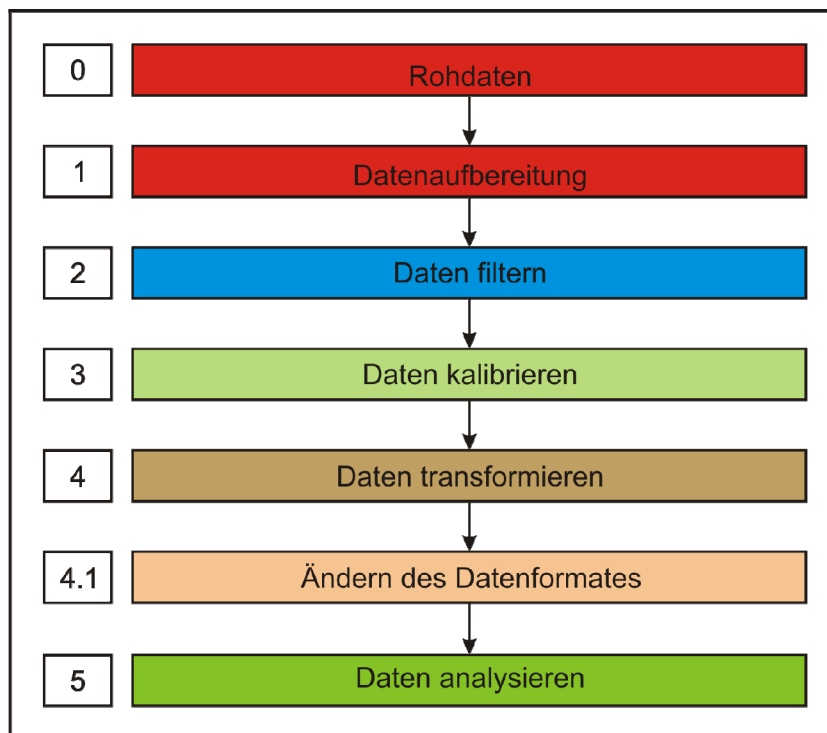 0 Rohdaten
1 Datenaufbereitung
2 Daten filtern
3 Daten kalibrieren
4 Daten transformieren
4.1 Ändern des Datenformates
5 Daten analysieren